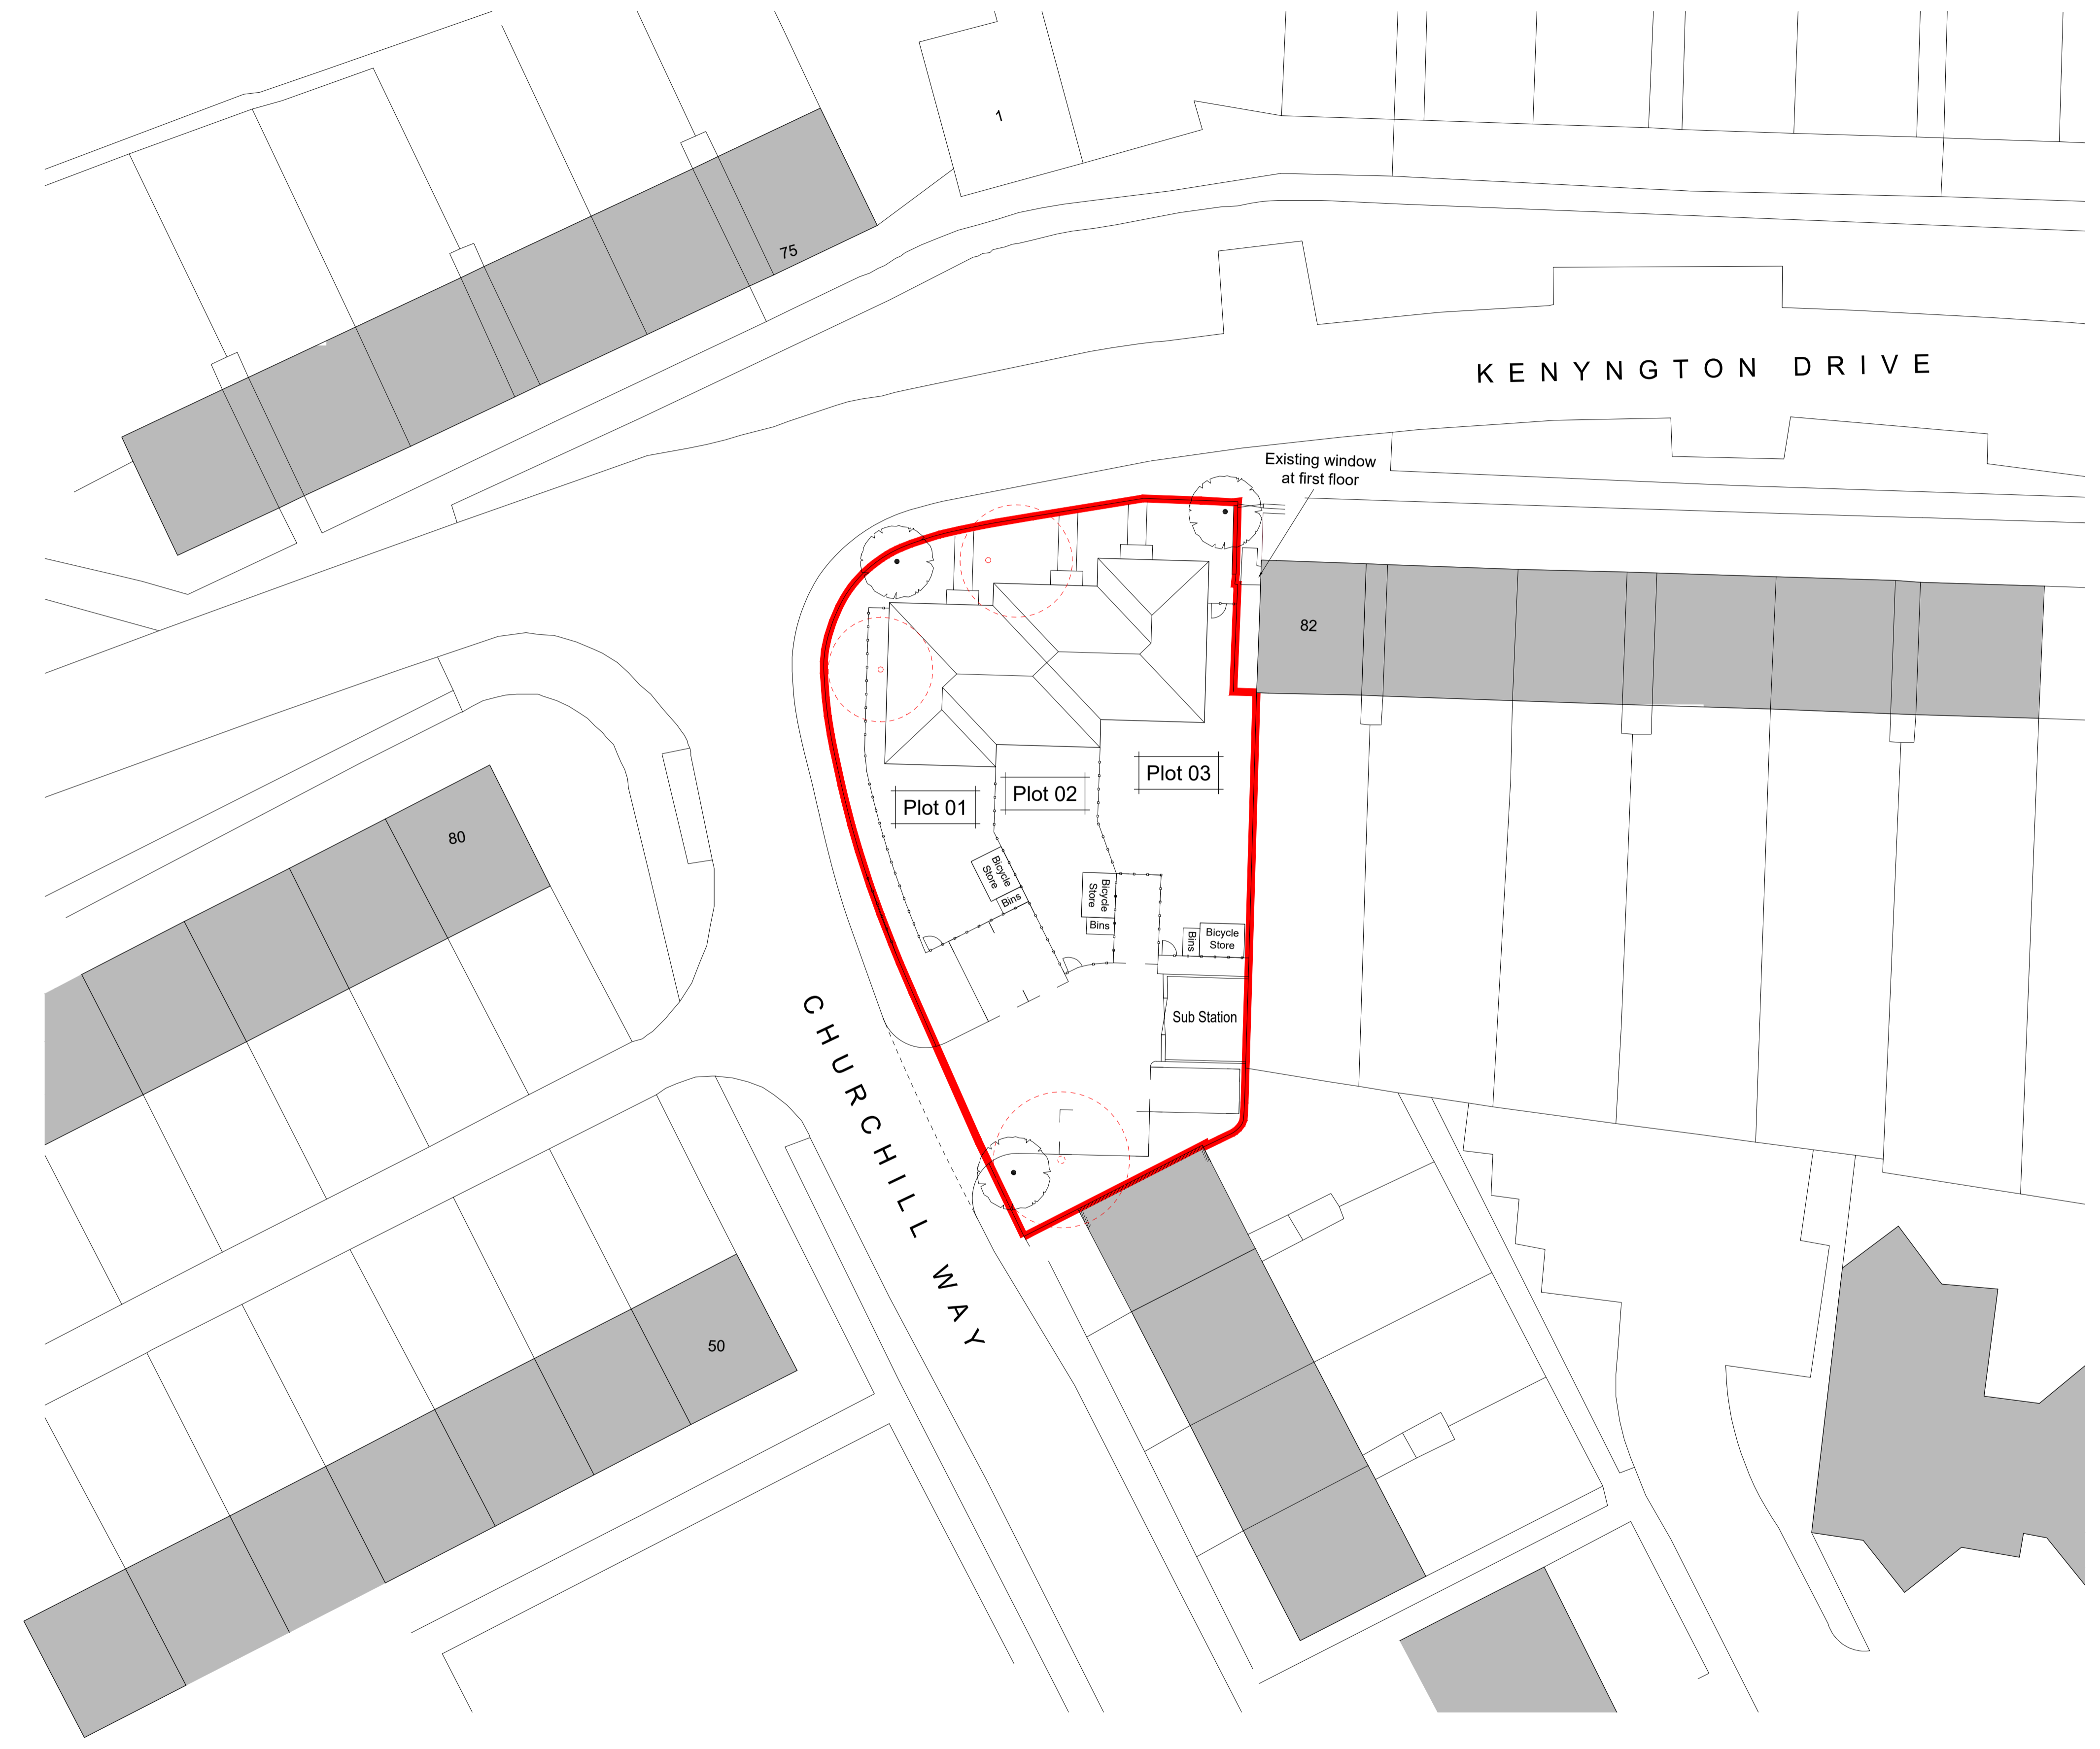 1
75
KENYNGTON DRIVE
Existing window
at first floor
82
Plot 03
Plot 02
Plot 01
80
Bicycle
Store
Bins
Bicycle
Store
Bins
Bins
Bicycle
Store
Sub Station
CHURCHILL WAY
50